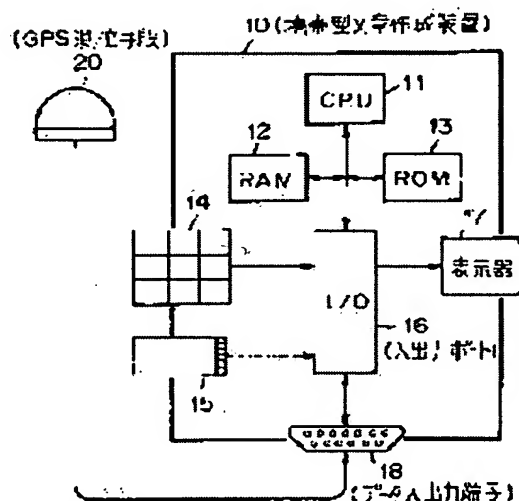 10 (携帯型文字作成装置)
(GPS測位手段)
20
CPU
11
12
RAM
13
ROM
14
表示器
I/O
16
(入出力ポート)
15
18
(データ入出力端子)